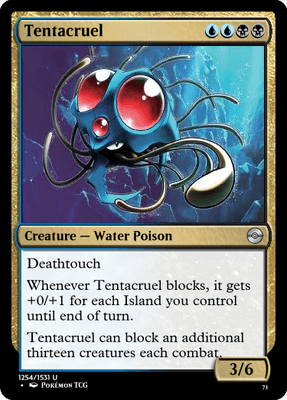 Tentacruel
Creature — Water Poison
Deathtouch
Whenever Tentacruel blocks, it gets
+0/+1 for each Island you control
until end of turn.
Tentacruel can block an additional
thirteen creatures each combat.
3/6
1254/1531 U
• Pokémon TCG
73